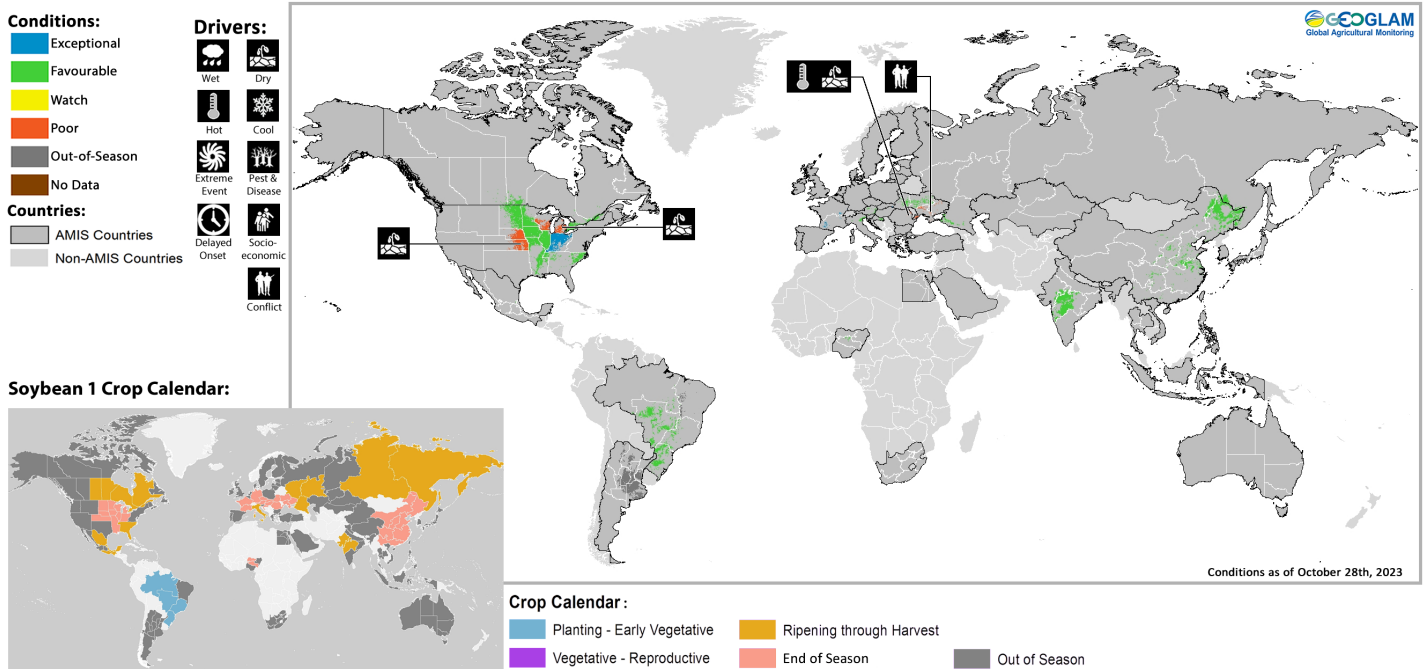 Conditions:
Exceptional
Favourable
Watch
Poor
Out-of-Season
No Data
Countries:
AMIS Countries
Non-AMIS Countries
Drivers:
Wet
Dry
Hot
Cool
Extreme
Event
Pest &
Disease
Delayed
Onset
Socio-
economic
Conflict
GEOGLAM
Global Agricultural Monitoring
Conditions as of October 28th, 2023
Soybean 1 Crop Calendar:
Crop Calendar :
Planting - Early Vegetative
Ripening through Harvest
Vegetative - Reproductive
End of Season
Out of Season